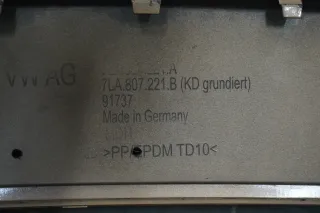 VW AG
7LA.807.221.B (KD grundiert)
91737
Made in Germany
>PP/EPDM TD10<